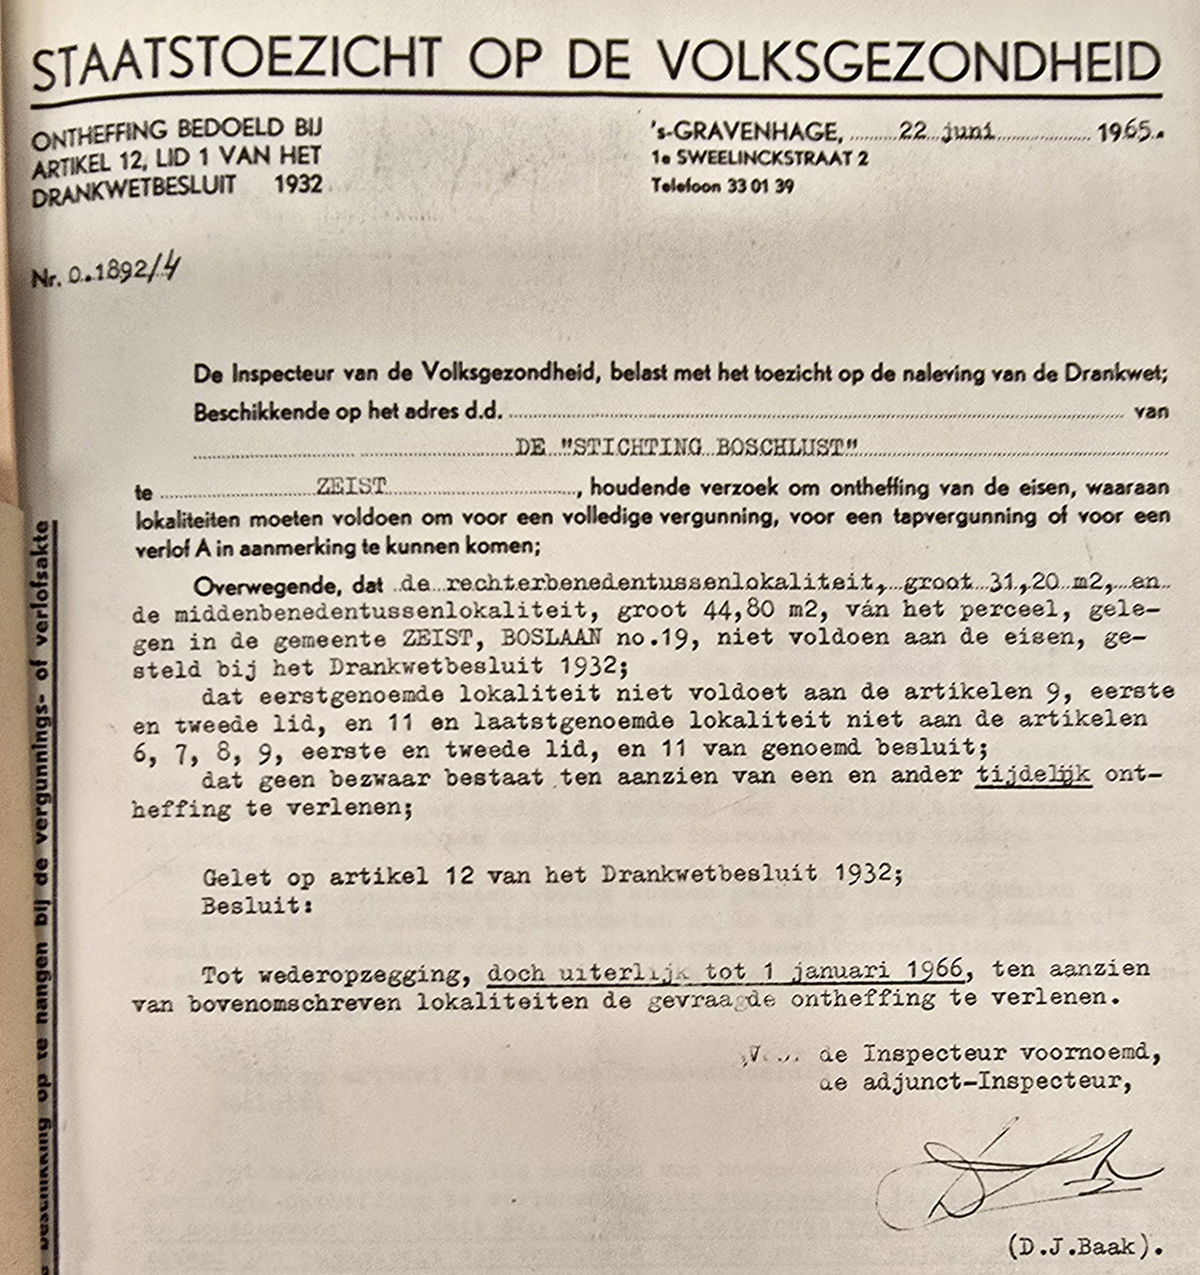 STAATSTOEZICHT OP DE VOLKSGEZONDHEID
ONTHEFFING BEDOELD BIJ
ARTIKEL 12, LID 1 VAN HET
DRANKWETBESLUIT 1932
's-GRAVENHAGE, 22 juni 1965.
1e SWEELINCKSTRAAT 2
Telefoon 33 01 39
Nr. 0.1892/4
De Inspecteur van de Volksgezondheid, belast met het toezicht op de naleving van de Drankwet;
Beschikkende op het adres d.d. van
DE "STICHTING BOSCHLUST"
te ZEIST, houdende verzoek om ontheffing van de eisen, waaraan
lokaliteiten moeten voldoen om voor een volledige vergunning, voor een tapvergunning of voor een
verlof A in aanmerking te kunnen komen;
Overwegende, dat de rechterbenedentussenlokaliteit, groot 31,20 m2, en
de middenbenedentussenlokaliteit, groot 44,80 m2, ván het perceel, gele-
gen in de gemeente ZEIST, BOSLAAN no.19, niet voldoen aan de eisen, ge-
steld bij het Drankwetbesluit 1932;
dat eerstgenoemde lokaliteit niet voldoet aan de artikelen 9, eerste
en tweede lid, en 11 en laatstgenoemde lokaliteit niet aan de artikelen
6, 7, 8, 9, eerste en tweede lid, en 11 van genoemd besluit;
dat geen bezwaar bestaat ten aanzien van een en ander tijdelijk ont-
heffing te verlenen;
Gelet op artikel 12 van het Drankwetbesluit 1932;
Besluit:
Tot wederopzegging, doch uiterlijk tot 1 januari 1966, ten aanzien
van bovenomschreven lokaliteiten de gevraagde ontheffing te verlenen.
de Inspecteur voornoemd,
de adjunct-Inspecteur,
(D.J.Baak).
beschikking op te hangen bij de vergunnings- of verlofsakte